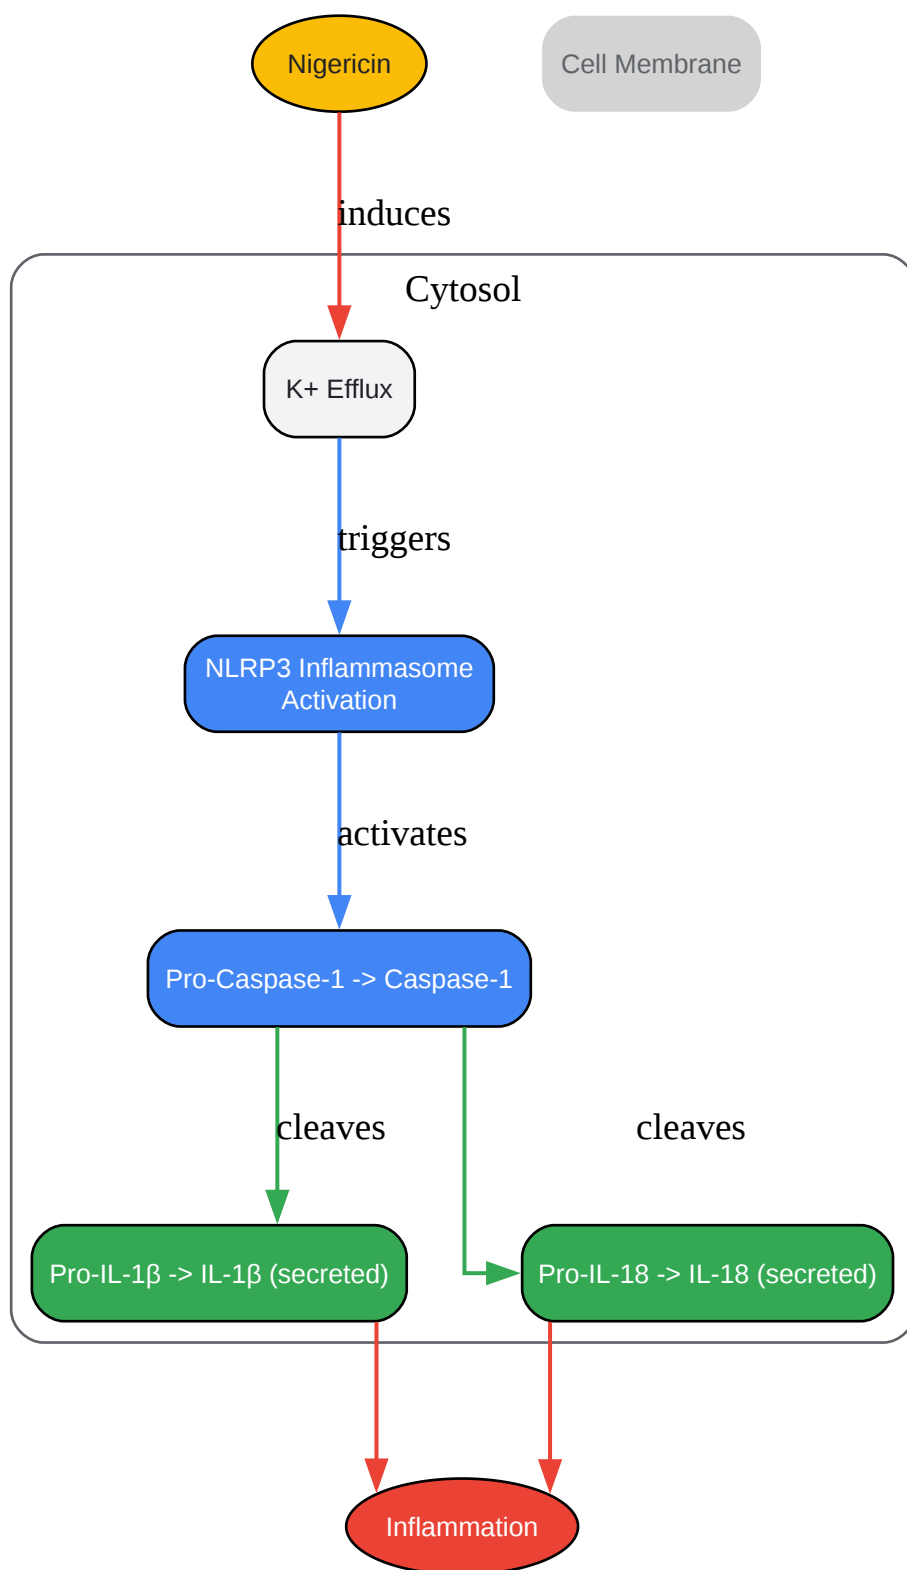 Nigericin
Cell Membrane
induces
Cytosol
K+ Efflux
triggers
NLRP3 Inflammasome
Activation
activates
Pro-Caspase-1 -> Caspase-1
cleaves
cleaves
Pro-IL-1β -> IL-1β (secreted)
Pro-IL-18 -> IL-18 (secreted)
Inflammation